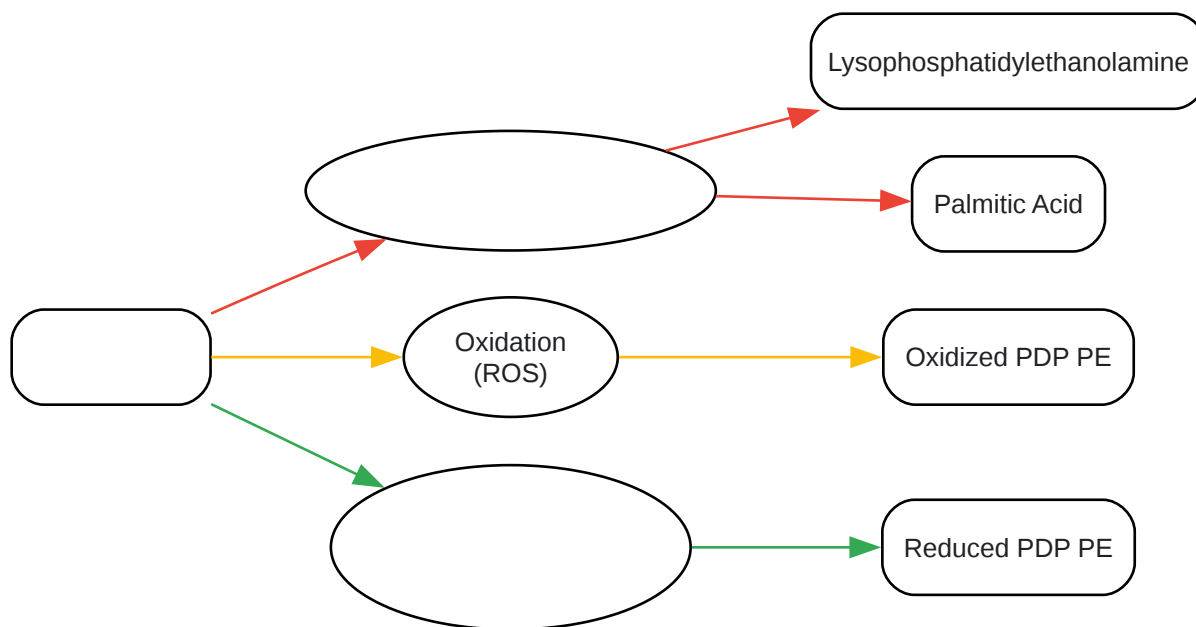 Lysophosphatidylethanolamine
Palmitic Acid
Oxidation
(ROS)
Oxidized PDP PE
Reduced PDP PE